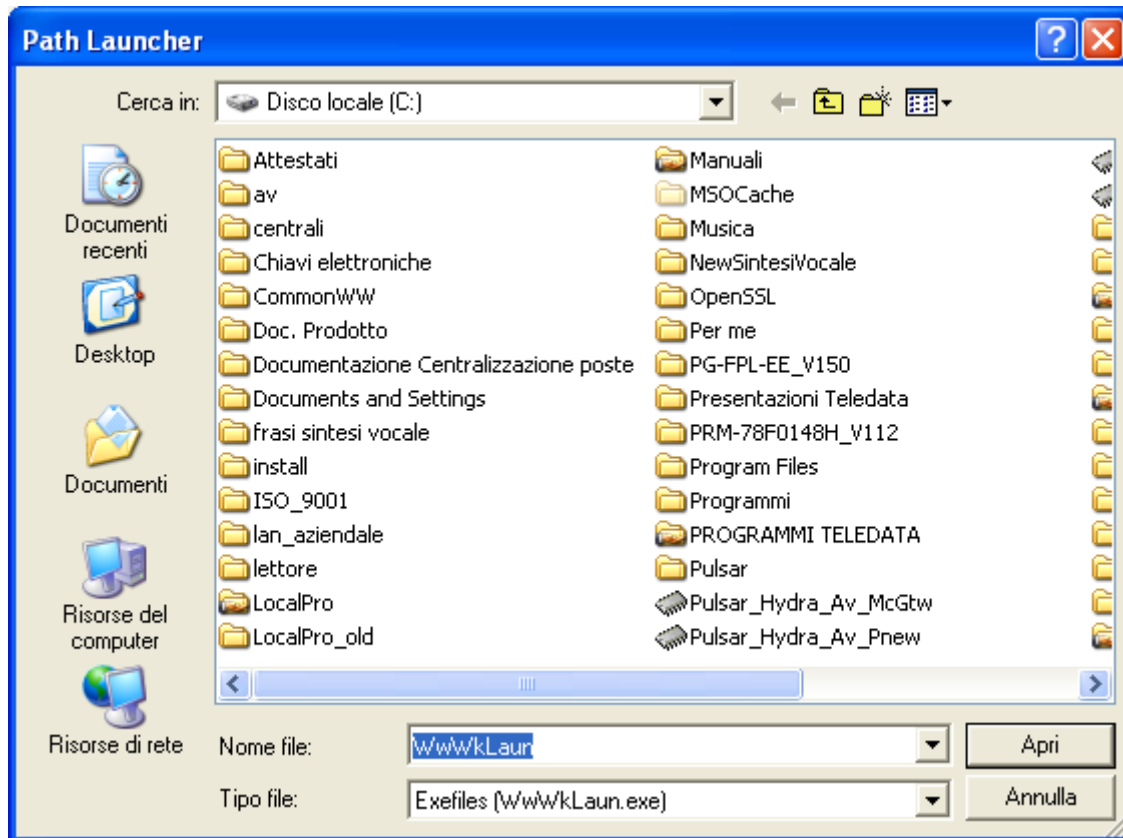 Path Launcher
Cerca in:
Disco locale (C:)
Documenti
recenti
Desktop
Documenti
Risorse del
computer
Risorse di rete
Attestati
av
centrali
Chiavi elettroniche
CommonWW
Doc. Prodotto
Documentazione Centralizzazione poste
Documents and Settings
frasi sintesi vocale
install
ISO_9001
lan_aziendale
lettore
LocalPro
LocalPro_old
Manuali
MSOCache
Musica
NewSintesiVocale
OpenSSL
Per me
PG-FPL-EE_V150
Presentazioni Teledata
PRM-78F0148H_V112
Program Files
Programmi
PROGRAMMI TELEDATA
Pulsar
Pulsar_Hydra_Av_McGtw
Pulsar_Hydra_Av_Pnew
Nome file:
WwWkLaun
Apri
Tipo file:
Exefiles (WwWkLaun.exe)
Annulla